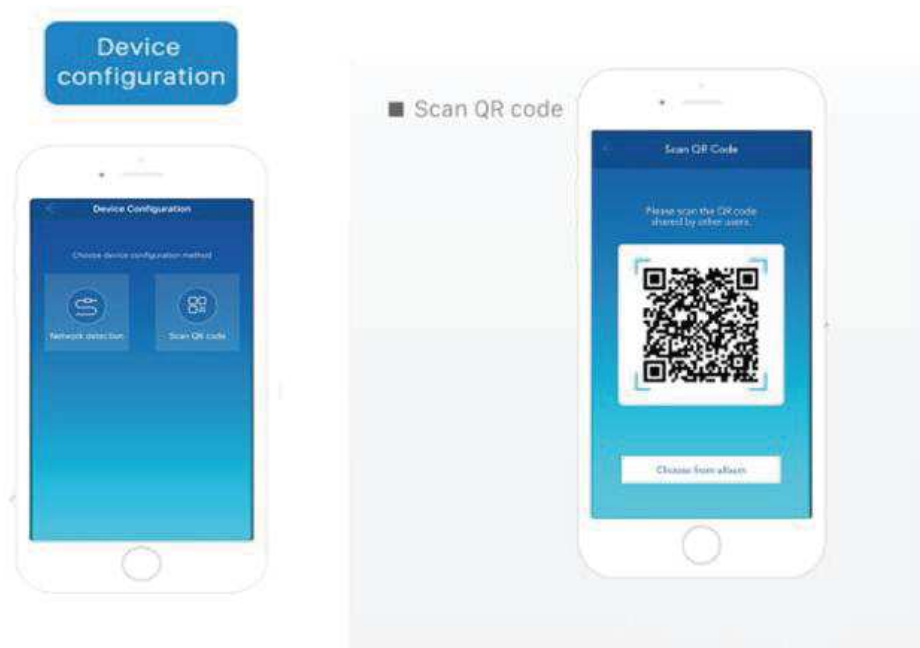 Device
configuration
Device Configuration
Choose device configuration method
Network detection
Scan QR code
■ Scan QR code
Scan QR Code
Please scan the QR code
shared by other users.
Choose from album